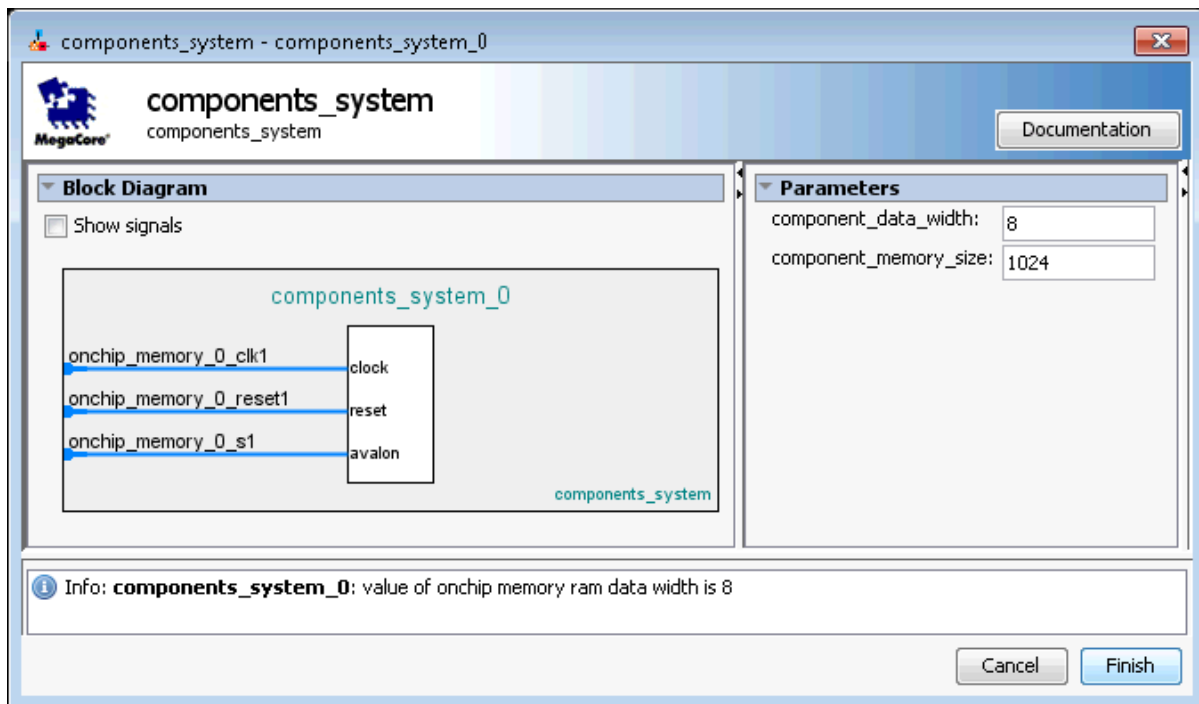 components_system - components_system_0
components_system
components_system
MegaCore®
Documentation
Block Diagram
Show signals
components_system_0
onchip_memory_0_clk1
clock
onchip_memory_0_reset1
reset
onchip_memory_0_s1
avalon
components_system
Parameters
component_data_width: 8
component_memory_size: 1024
Info: components_system_0: value of onchip memory ram data width is 8
Cancel Finish